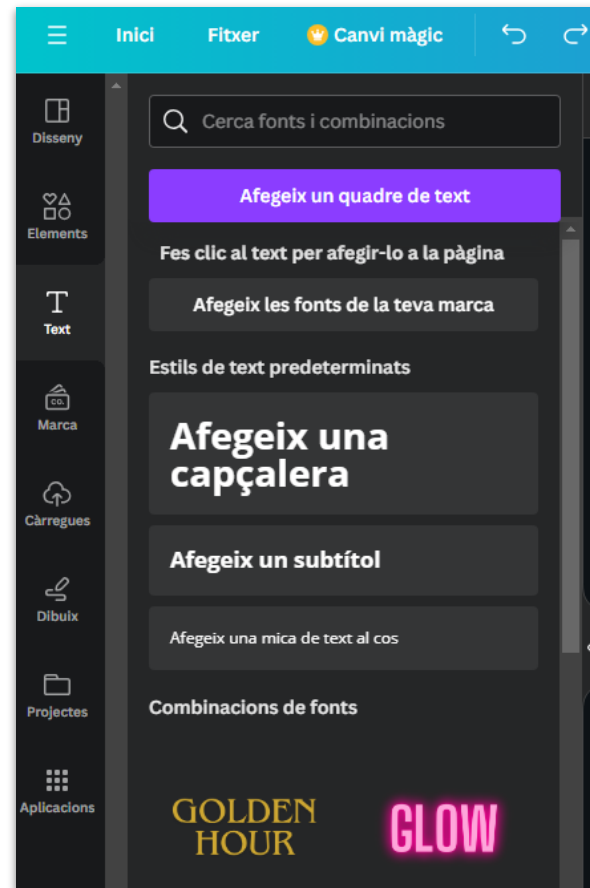 Inici Fitxer Canvi màgic
Disseny
Elements
Text
Marca
CO.
Càrregues
Dibuix
Projectes
Aplicacions
Cerca fonts i combinacions
Afegeix un quadre de text
Fes clic al text per afegir-lo a la pàgina
Afegeix les fonts de la teva marca
Estils de text predeterminats
Afegeix una
capçalera
Afegeix un subtítol
Afegeix una mica de text al cos
Combinacions de fonts
GOLDEN
HOUR
GLOW